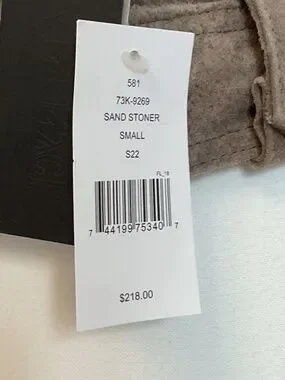 581
73K-9269
SAND STONER
SMALL
S22
FL_18
7 44199 75340 7
$218.00